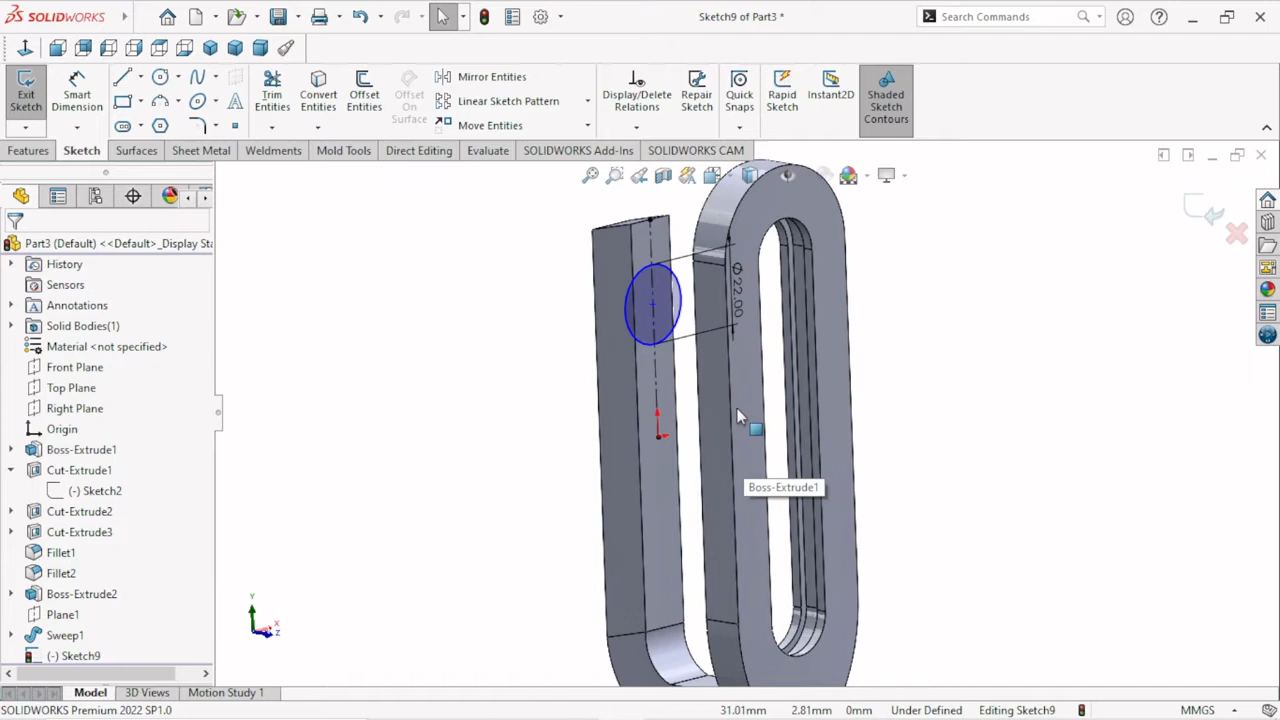 SOLIDWORKS
Sketch9 of Part3 *
Search Commands
Exit Sketch
Smart Dimension
Trim Entities
Convert Entities
Offset Entities
Offset On Surface
Mirror Entities
Linear Sketch Pattern
Move Entities
Display/Delete Relations
Repair Sketch
Quick Snaps
Rapid Sketch
Instant2D
Shaded Sketch Contours
Features
Sketch
Surfaces
Sheet Metal
Weldments
Mold Tools
Direct Editing
Evaluate
SOLIDWORKS Add-Ins
SOLIDWORKS CAM
Part3 (Default) <<Default>_Display Sta
History
Sensors
Annotations
Solid Bodies(1)
Material <not specified>
Front Plane
Top Plane
Right Plane
Origin
Boss-Extrude1
Cut-Extrude1
(-) Sketch2
Cut-Extrude2
Cut-Extrude3
Fillet1
Fillet2
Boss-Extrude2
Plane1
Sweep1
(-) Sketch9
Ø22.00
Boss-Extrude1
Y
X
Z
Model
3D Views
Motion Study 1
SOLIDWORKS Premium 2022 SP1.0
31.01mm
2.81mm
0mm
Under Defined
Editing Sketch9
MMGS